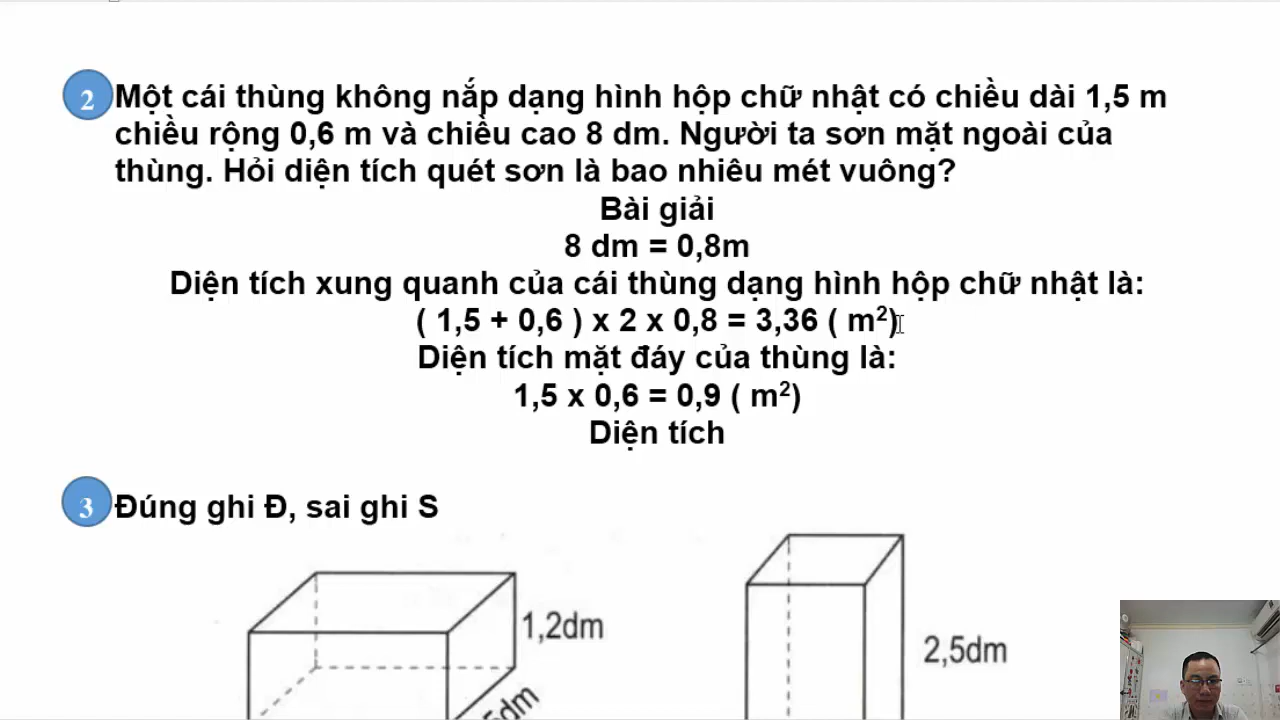 2 Một cái thùng không nắp dạng hình hộp chữ nhật có chiều dài 1,5 m
chiều rộng 0,6 m và chiều cao 8 dm. Người ta sơn mặt ngoài của
thùng. Hỏi diện tích quét sơn là bao nhiêu mét vuông?
Bài giải
8 dm = 0,8m
Diện tích xung quanh của cái thùng dạng hình hộp chữ nhật là:
( 1,5 + 0,6 ) x 2 x 0,8 = 3,36 ( m²)
Diện tích mặt đáy của thùng là:
1,5 x 0,6 = 0,9 ( m²)
Diện tích
3 Đúng ghi Đ, sai ghi S
1,2dm
2,5dm